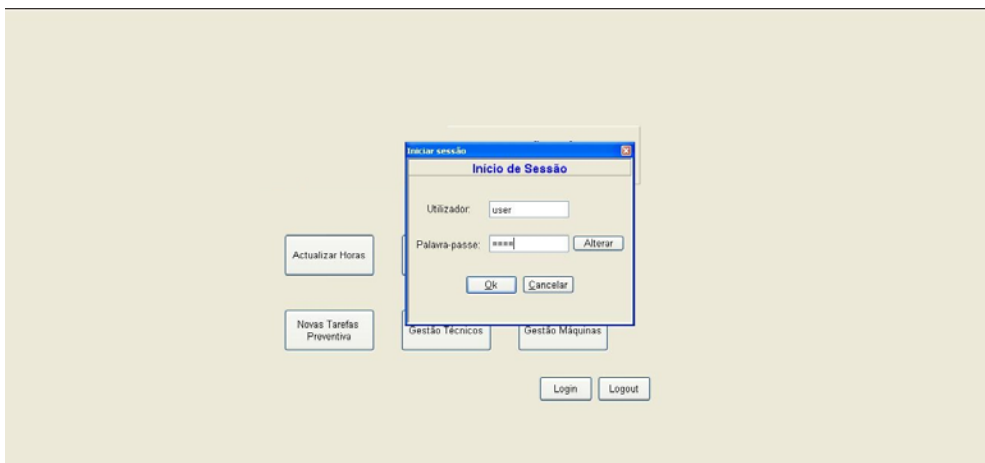 Iniciar sessão
Início de Sessão
Utilizador:
user
Palavra-passe:
****
Alterar
Ok
Cancelar
Actualizar Horas
Novas Tarefas
Preventiva
Gestão Técnicos
Gestão Máquinas
Login
Logout